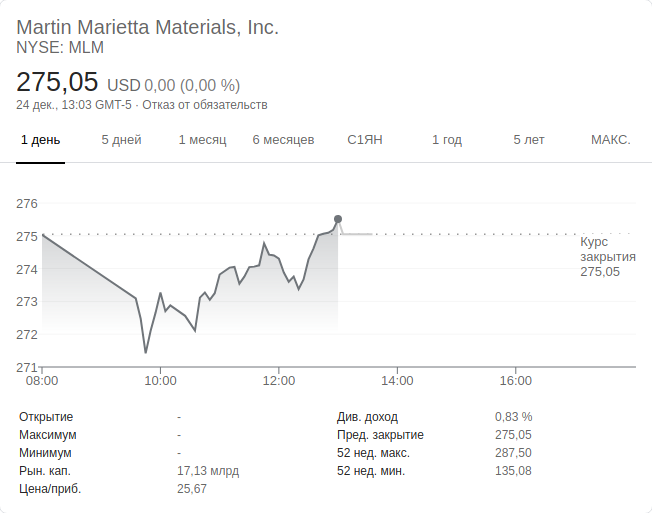 Martin Marietta Materials, Inc.
NYSE: MLM
275,05 USD 0,00 (0,00 %)
24 дек., 13:03 GMT-5 · Отказ от обязательств
1 день 5 дней 1 месяц 6 месяцев С1ЯН 1 год 5 лет МАКС.
276
275
274
273
272
271
Курс
закрытия
275,05
08:00 10:00 12:00 14:00 16:00
Открытие - Див. доход 0,83 %
Максимум - Пред. закрытие 275,05
Минимум - 52 нед. макс. 287,50
Рын. кап. 17,13 млрд 52 нед. мин. 135,08
Цена/приб. 25,67